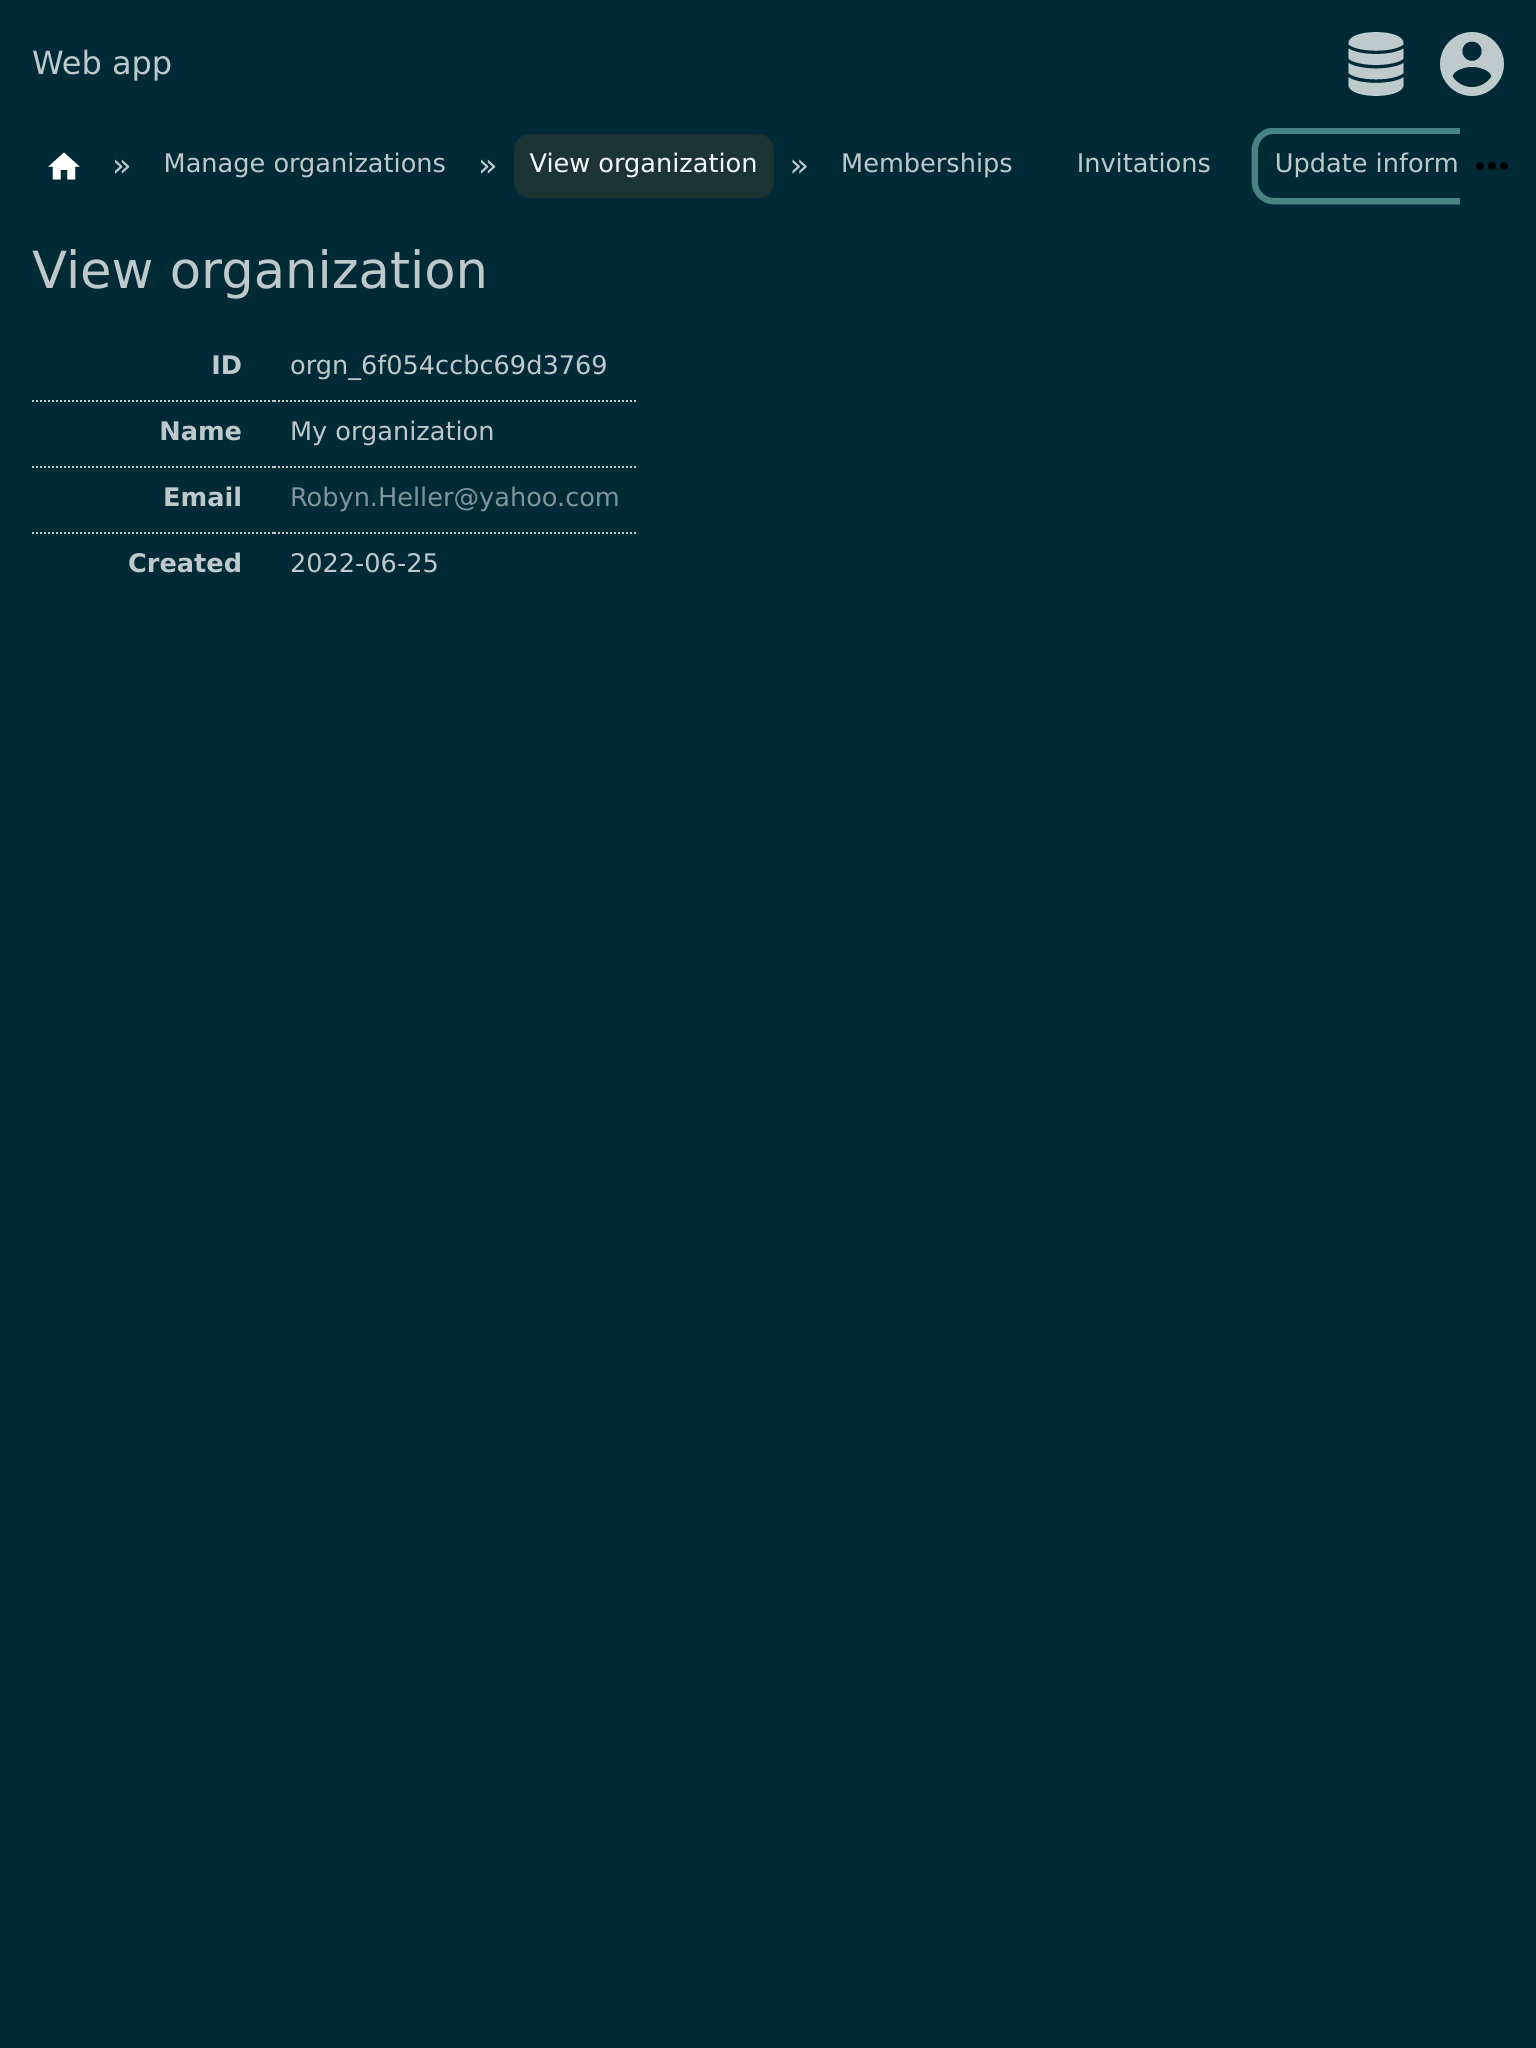 Web app
» Manage organizations » View organization » Memberships Invitations Update inform •••
View organization
ID orgn_6f054ccbc69d3769
Name My organization
Email Robyn.Heller@yahoo.com
Created 2022-06-25